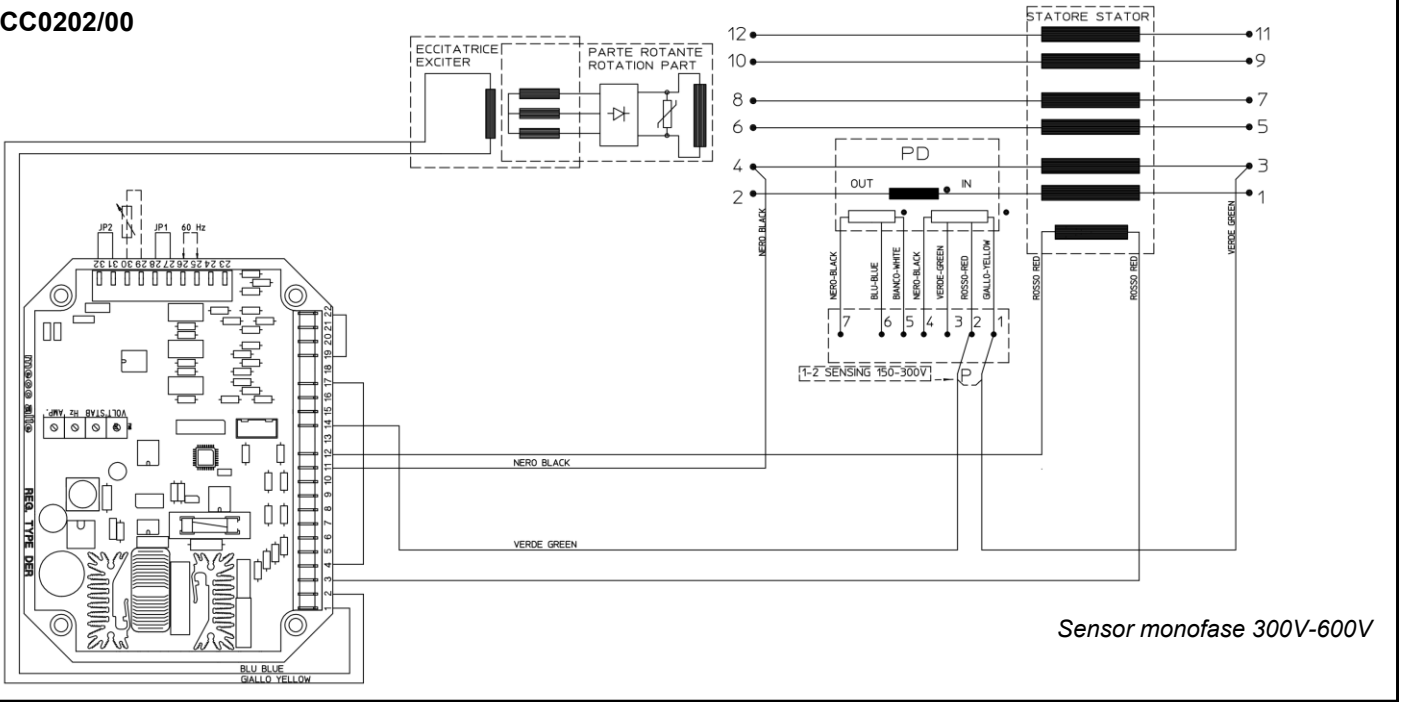 CC0202/00
STATORE STATOR
12
11
10
9
8
7
6
5
4
3
2
1
ECCITATRICE
EXCITER
PARTE ROTANTE
ROTATION PART
PD
OUT
IN
NERO BLACK
VERDE GREEN
NERO-BLACK
BLU-BLUE
BIANCO-WHITE
NERO-BLACK
VERDE-GREEN
ROSSO-RED
GIALLO-YELLOW
ROSSO RED
ROSSO RED
7 6 5 4 3 2 1
1-2 SENSING 150-300V
P
JP2
JP1
60 Hz
32 31 30 29 28 27 26 25 24 23
22
21
20
19
18
17
16
15
14
13
12
11
10
9
8
7
6
5
4
3
2
1
mecc alte
AMP. Hz STAB VOLT
REG. TYPE DER
NERO BLACK
VERDE GREEN
BLU BLUE
GIALLO YELLOW
Sensor monofase 300V-600V